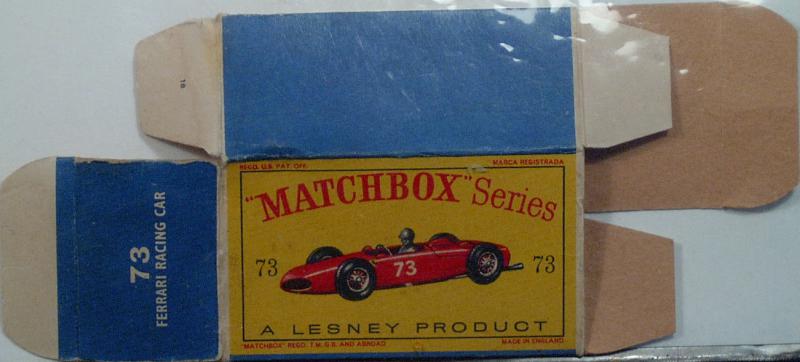 18
REGD. U.S. PAT. OFF. MARCA REGISTRADA
"MATCHBOX" Series
73 73 73
A LESNEY PRODUCT
"MATCHBOX" REGD. T.M. G.B. AND ABROAD MADE IN ENGLAND
73
FERRARI RACING CAR